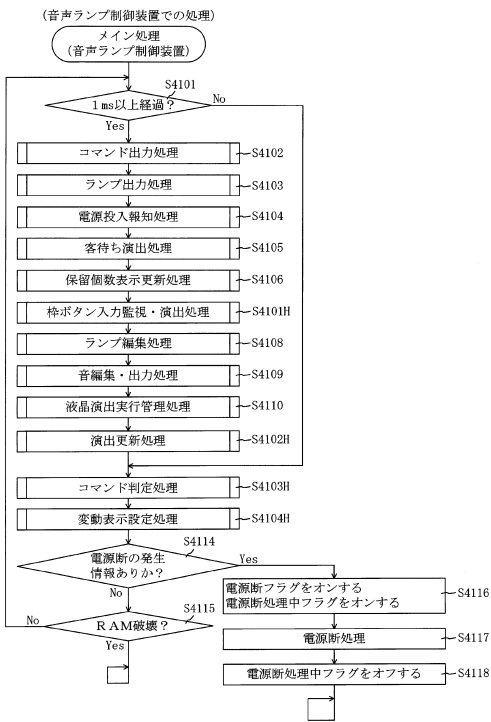 （音声ランプ制御装置での処理）
メイン処理
（音声ランプ制御装置）
S4101
1ms以上経過？
No
Yes
コマンド出力処理
S4102
ランプ出力処理
S4103
電源投入報知処理
S4104
客待ち演出処理
S4105
保留個数表示更新処理
S4106
枠ボタン入力監視・演出処理
S4101H
ランプ編集処理
S4108
音編集・出力処理
S4109
液晶演出実行管理処理
S4110
演出更新処理
S4102H
コマンド判定処理
S4103H
変動表示設定処理
S4104H
S4114
電源断の発生
情報ありか？
Yes
No
電源断フラグをオンする
電源断処理中フラグをオンする
S4116
S4115
RAM破壊？
No
Yes
電源断処理
S4117
電源断処理中フラグをオフする
S4118